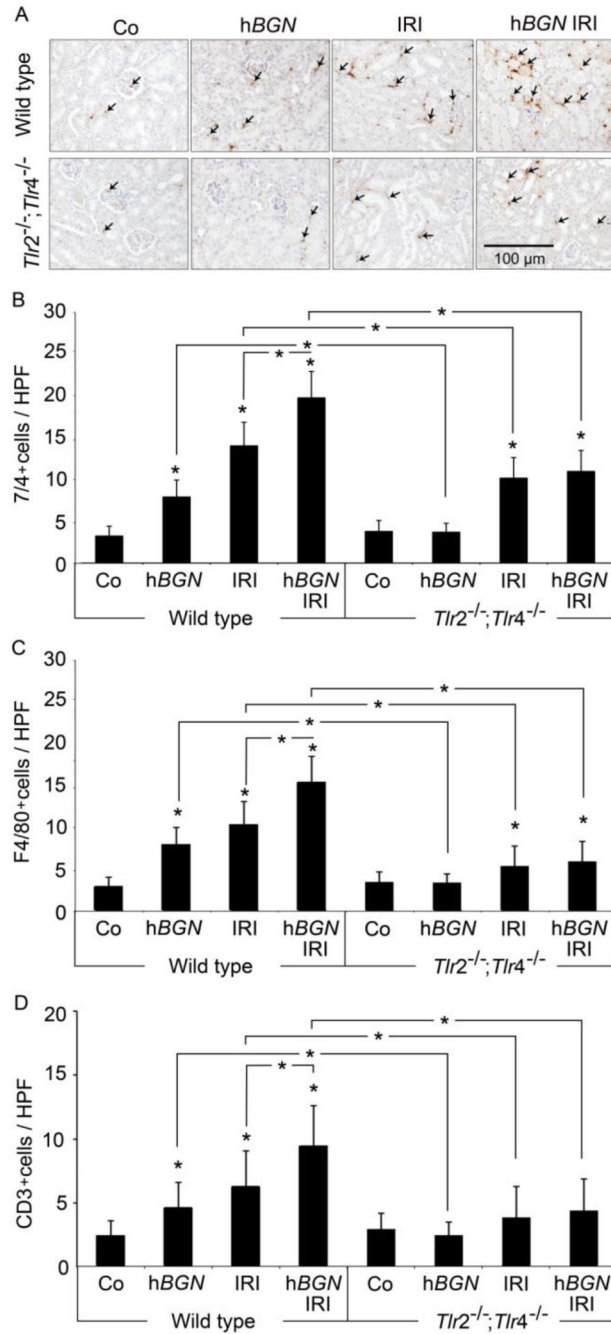 A
Co hBGN IRI hBGN IRI
Wild type
Tlr2-/-;Tlr4-/-
100 µm
B
7/4+cells / HPF
30
25
20
15
10
5
0
* * * * * * * * * *
Co hBGN IRI hBGN IRI Co hBGN IRI hBGN IRI
Wild type Tlr2-/-;Tlr4-/-
C
F4/80+cells / HPF
30
25
20
15
10
5
0
* * * * * * * * *
Co hBGN IRI hBGN IRI Co hBGN IRI hBGN IRI
Wild type Tlr2-/-;Tlr4-/-
D
CD3+cells / HPF
20
15
10
5
0
* * * * * * *
Co hBGN IRI hBGN IRI Co hBGN IRI hBGN IRI
Wild type Tlr2-/-;Tlr4-/-